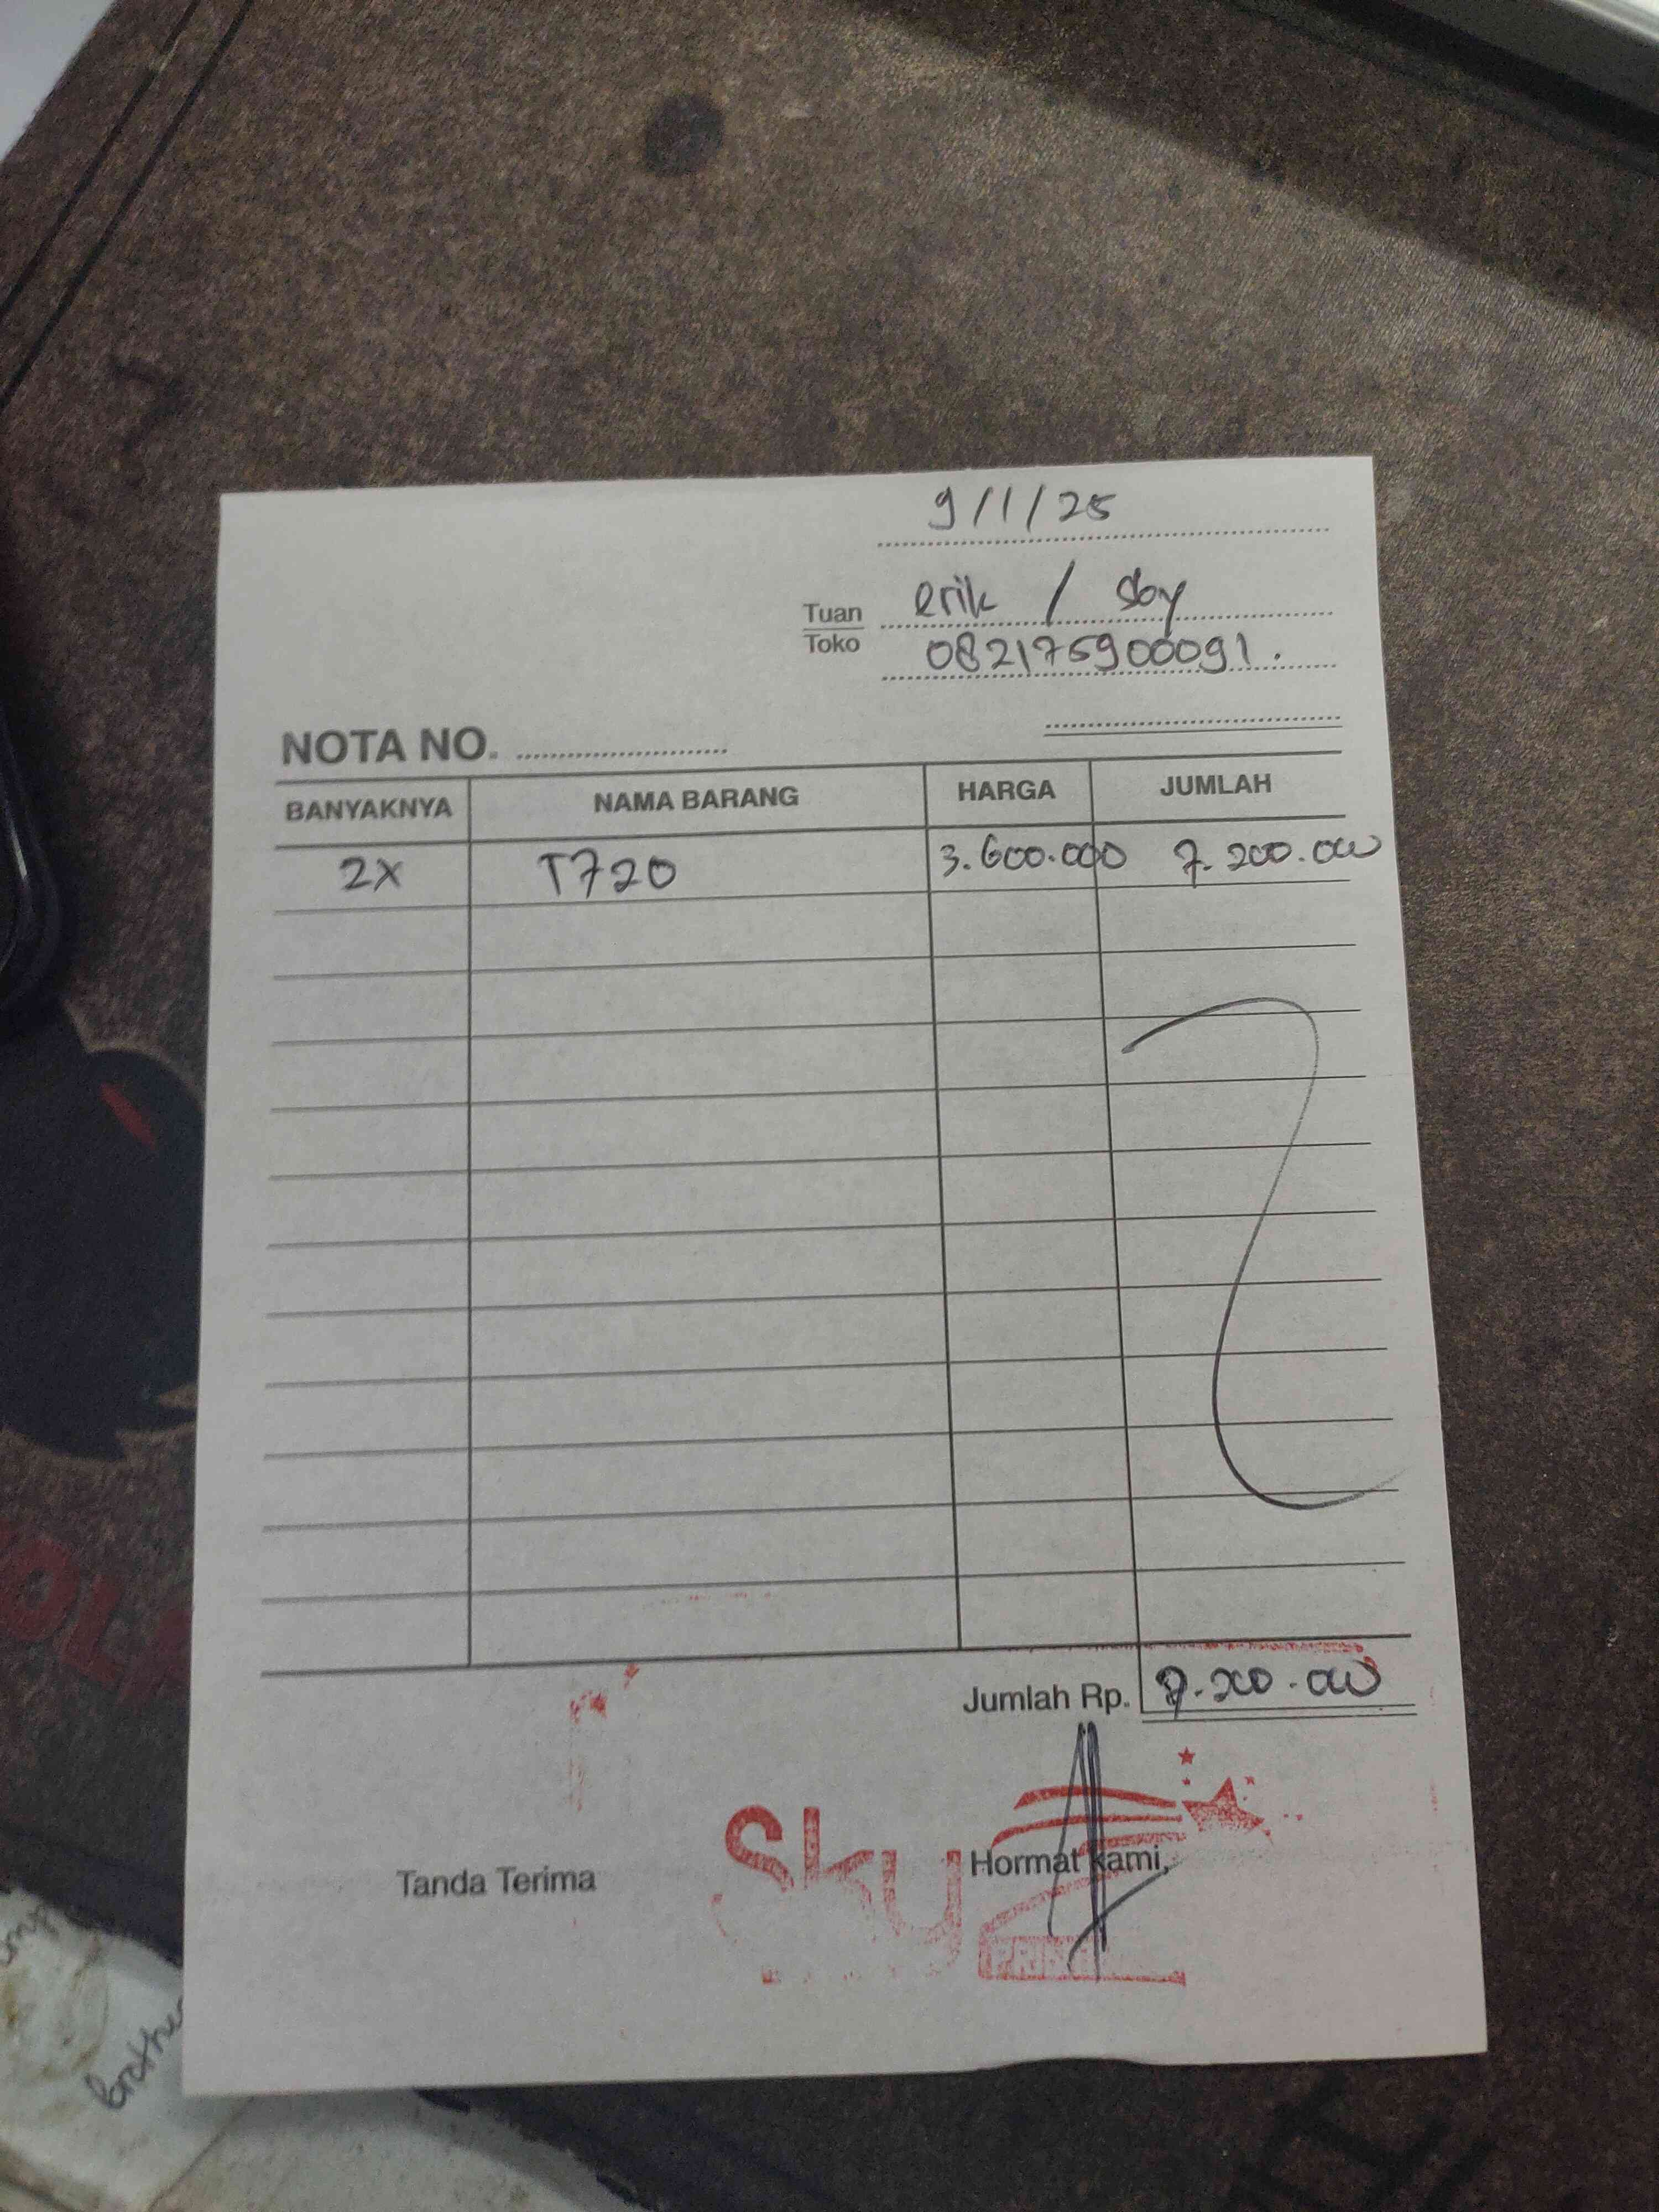 9/1/25
Tuan
Toko
erik / sby
082175900091.
NOTA NO.
BANYAKNYA NAMA BARANG HARGA JUMLAH
2X T720 3.600.000 7.200.000
Jumlah Rp. 7.200.000
Tanda Terima Hormat kami,
Sky
brothe